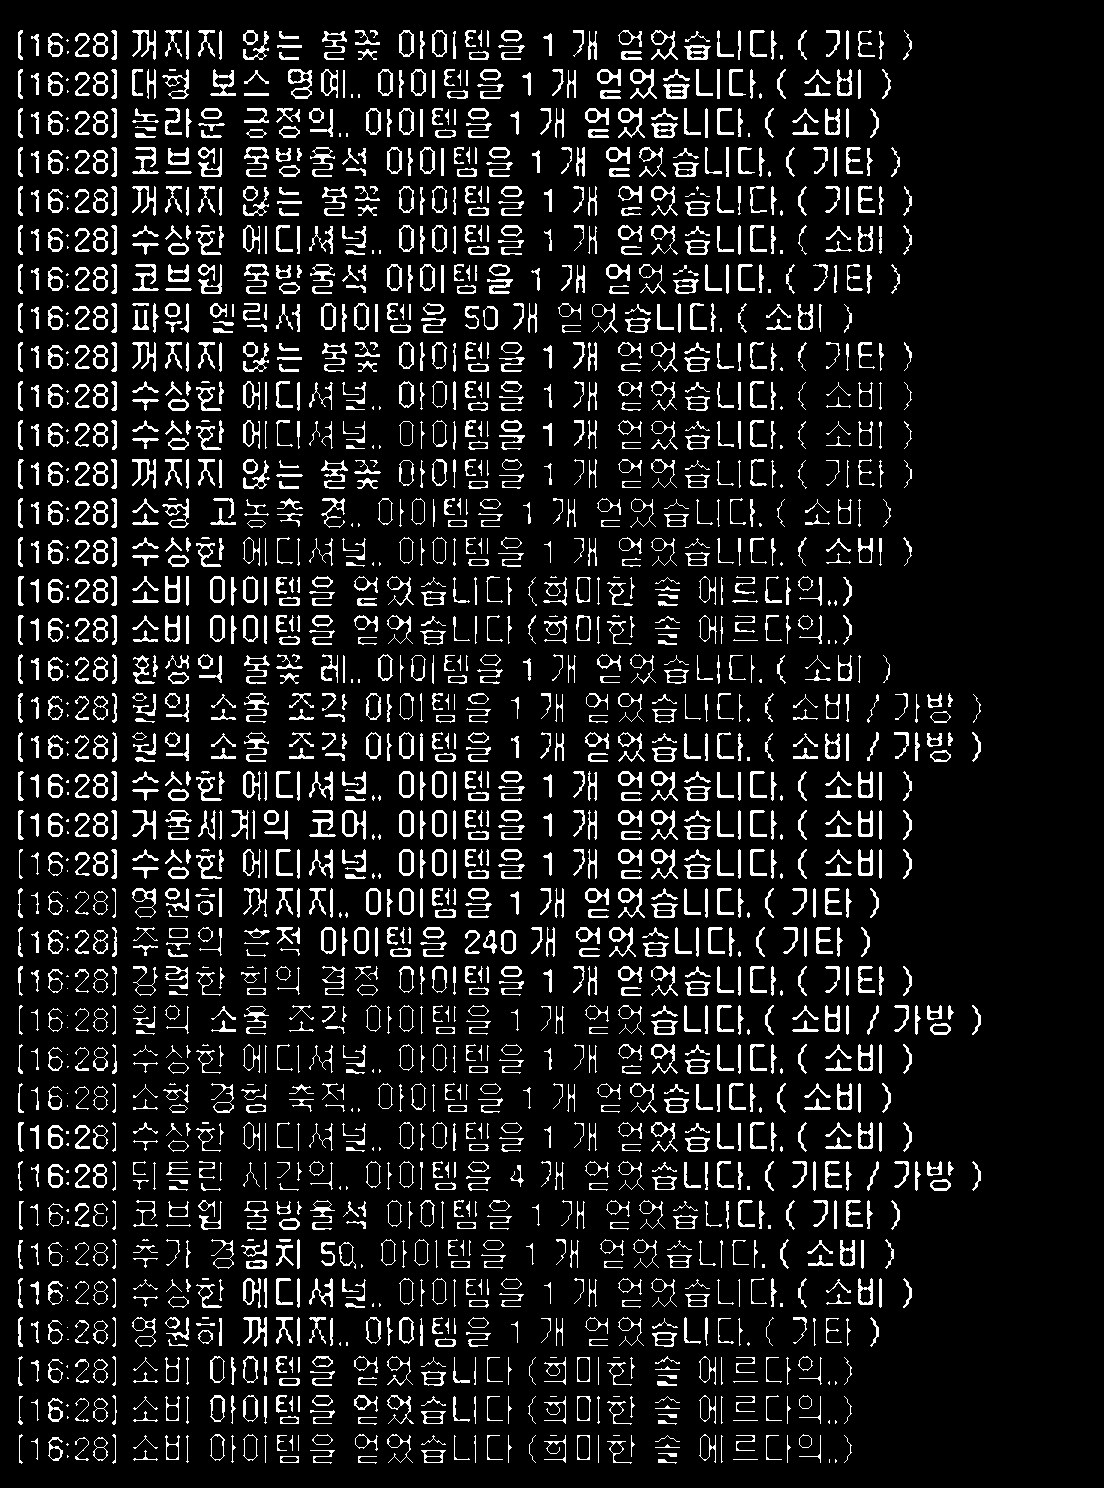 [16:28] 꺼지지 않는 불꽃 아이템을 1 개 얻었습니다. ( 기타 )
[16:28] 대형 보스 명예.. 아이템을 1 개 얻었습니다. ( 소비 )
[16:28] 놀라운 긍정의.. 아이템을 1 개 얻었습니다. ( 소비 )
[16:28] 코브웹 물방울석 아이템을 1 개 얻었습니다. ( 기타 )
[16:28] 꺼지지 않는 불꽃 아이템을 1 개 얻었습니다. ( 기타 )
[16:28] 수상한 에디셔널.. 아이템을 1 개 얻었습니다. ( 소비 )
[16:28] 코브웹 물방울석 아이템을 1 개 얻었습니다. ( 기타 )
[16:28] 파워 엘릭서 아이템을 50 개 얻었습니다. ( 소비 )
[16:28] 꺼지지 않는 불꽃 아이템을 1 개 얻었습니다. ( 기타 )
[16:28] 수상한 에디셔널.. 아이템을 1 개 얻었습니다. ( 소비 )
[16:28] 수상한 에디셔널.. 아이템을 1 개 얻었습니다. ( 소비 )
[16:28] 꺼지지 않는 불꽃 아이템을 1 개 얻었습니다. ( 기타 )
[16:28] 소형 고농축 경.. 아이템을 1 개 얻었습니다. ( 소비 )
[16:28] 수상한 에디셔널.. 아이템을 1 개 얻었습니다. ( 소비 )
[16:28] 소비 아이템을 얻었습니다 (희미한 솔 에르다의..)
[16:28] 소비 아이템을 얻었습니다 (희미한 솔 에르다의..)
[16:28] 환생의 불꽃 레.. 아이템을 1 개 얻었습니다. ( 소비 )
[16:28] 원의 소울 조각 아이템을 1 개 얻었습니다. ( 소비 / 가방 )
[16:28] 원의 소울 조각 아이템을 1 개 얻었습니다. ( 소비 / 가방 )
[16:28] 수상한 에디셔널.. 아이템을 1 개 얻었습니다. ( 소비 )
[16:28] 거울세계의 코어.. 아이템을 1 개 얻었습니다. ( 소비 )
[16:28] 수상한 에디셔널.. 아이템을 1 개 얻었습니다. ( 소비 )
[16:28] 영원히 꺼지지.. 아이템을 1 개 얻었습니다. ( 기타 )
[16:28] 주문의 흔적 아이템을 240 개 얻었습니다. ( 기타 )
[16:28] 강렬한 힘의 결정 아이템을 1 개 얻었습니다. ( 기타 )
[16:28] 원의 소울 조각 아이템을 1 개 얻었습니다. ( 소비 / 가방 )
[16:28] 수상한 에디셔널.. 아이템을 1 개 얻었습니다. ( 소비 )
[16:28] 소형 경험 축적.. 아이템을 1 개 얻었습니다. ( 소비 )
[16:28] 수상한 에디셔널.. 아이템을 1 개 얻었습니다. ( 소비 )
[16:28] 뒤틀린 시간의.. 아이템을 4 개 얻었습니다. ( 기타 / 가방 )
[16:28] 코브웹 물방울석 아이템을 1 개 얻었습니다. ( 기타 )
[16:28] 추가 경험치 50.. 아이템을 1 개 얻었습니다. ( 소비 )
[16:28] 수상한 에디셔널.. 아이템을 1 개 얻었습니다. ( 소비 )
[16:28] 영원히 꺼지지.. 아이템을 1 개 얻었습니다. ( 기타 )
[16:28] 소비 아이템을 얻었습니다 (희미한 솔 에르다의..)
[16:28] 소비 아이템을 얻었습니다 (희미한 솔 에르다의..)
[16:28] 소비 아이템을 얻었습니다 (희미한 솔 에르다의..)